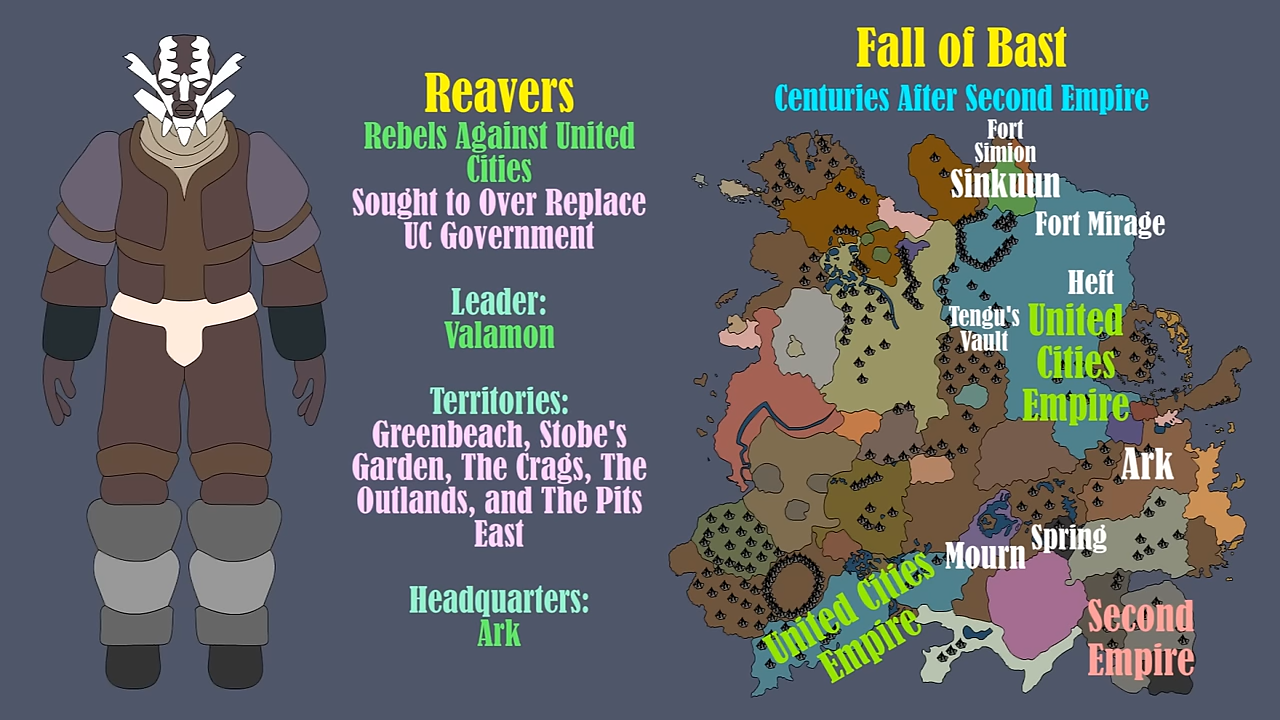 Reavers
Rebels Against United
Cities
Sought to Over Replace
UC Government
Leader:
Valamon
Territories:
Greenbeach, Stobe's
Garden, The Crags, The
Outlands, and The Pits
East
Headquarters:
Ark
Fall of Bast
Centuries After Second Empire
Fort
Simion
Sinkuun
Fort Mirage
Heft
Tengu's
Vault
United
Cities
Empire
Ark
Spring
Mourn
United Cities
Empire
Second
Empire